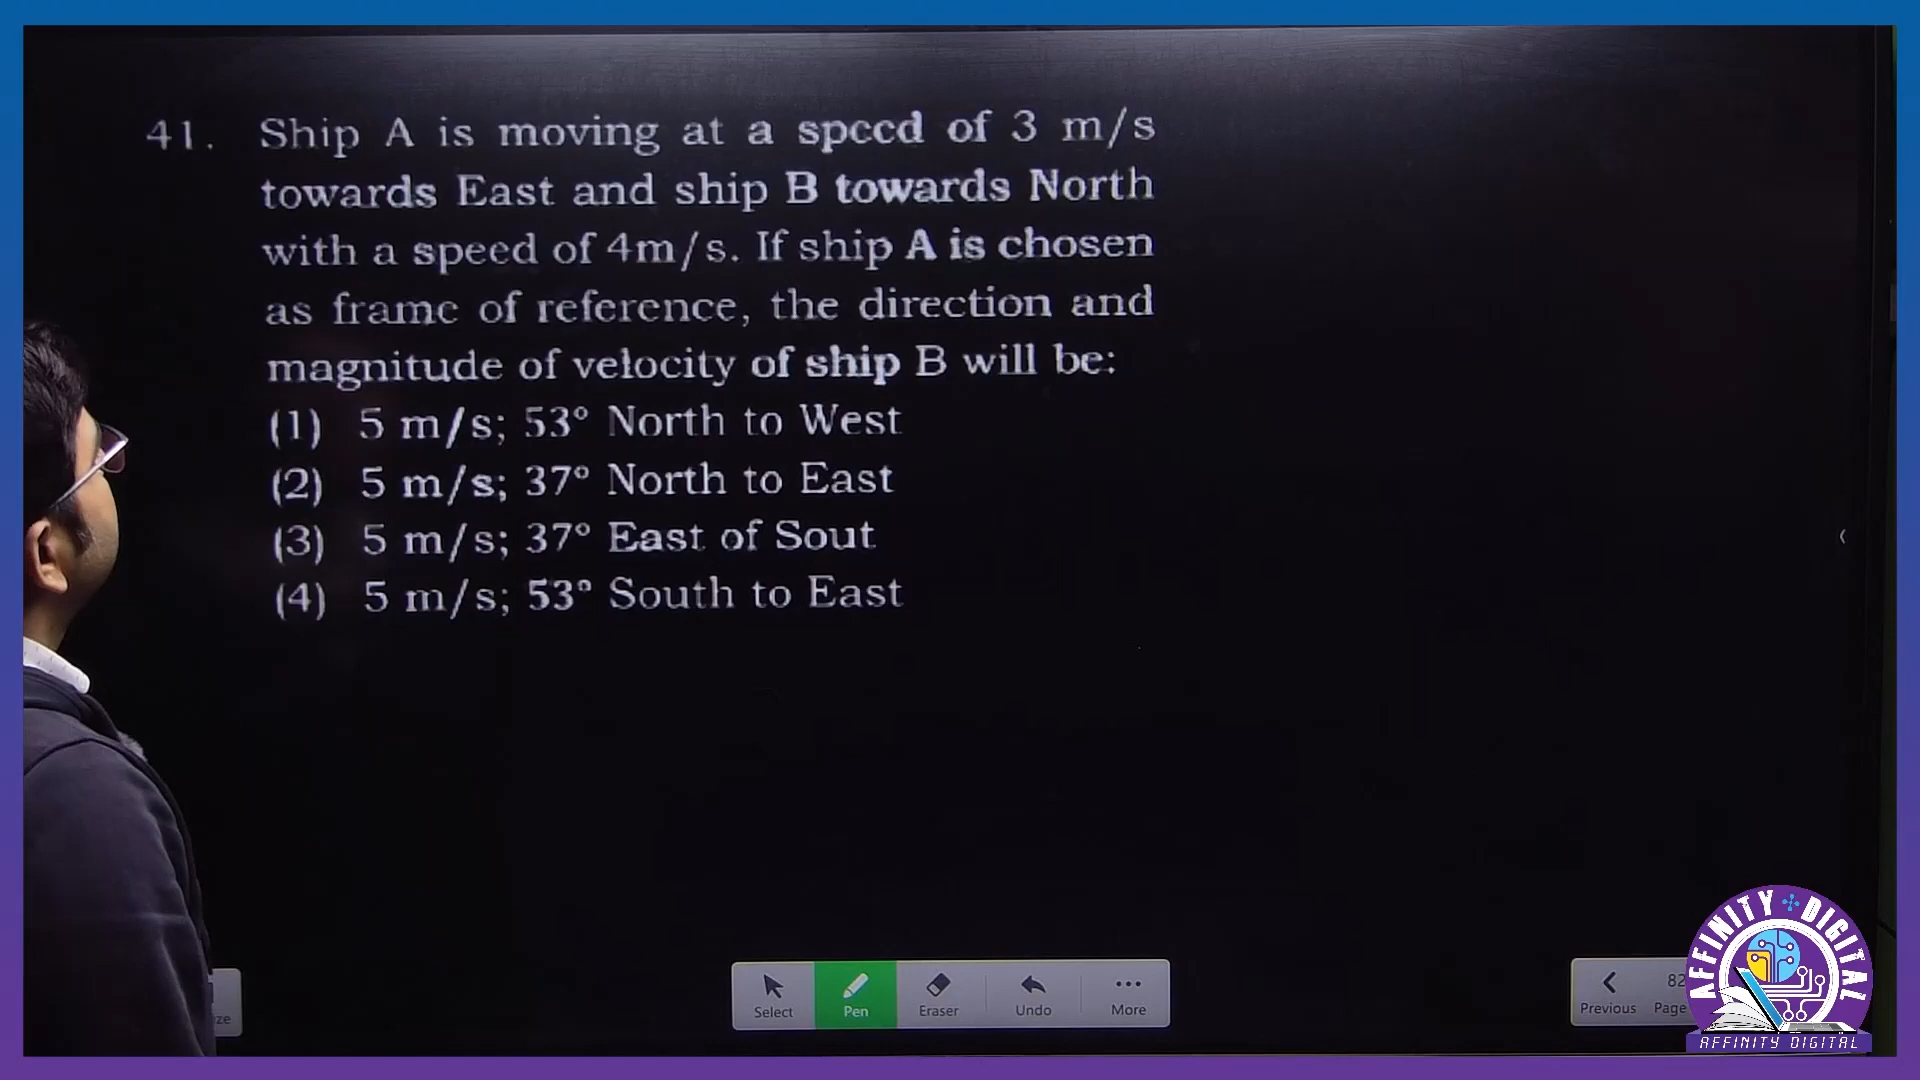 41. Ship A is moving at a speed of 3 m/s
towards East and ship B towards North
with a speed of 4m/s. If ship A is chosen
as frame of reference, the direction and
magnitude of velocity of ship B will be:
(1) 5 m/s; 53° North to West
(2) 5 m/s; 37° North to East
(3) 5 m/s; 37° East of Sout
(4) 5 m/s; 53° South to East
Select
Pen
Eraser
Undo
More
Previous
82
Page
AFFINITY DIGITAL
AFFINITY DIGITAL